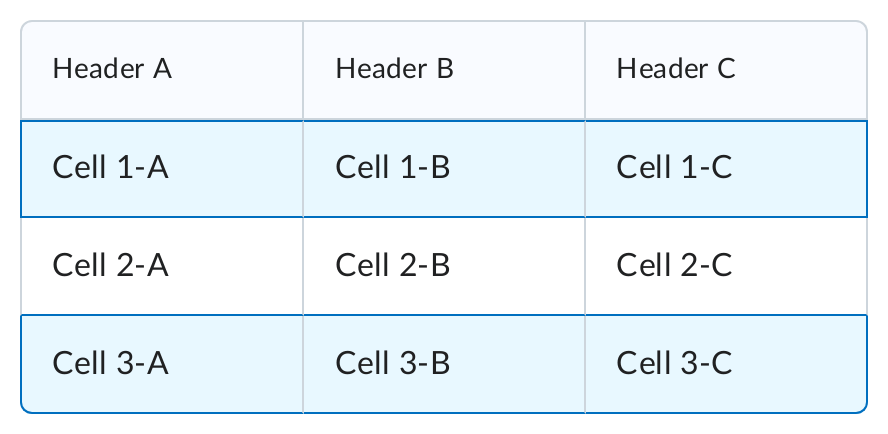 Header A Header B Header C
Cell 1-A Cell 1-B Cell 1-C
Cell 2-A Cell 2-B Cell 2-C
Cell 3-A Cell 3-B Cell 3-C